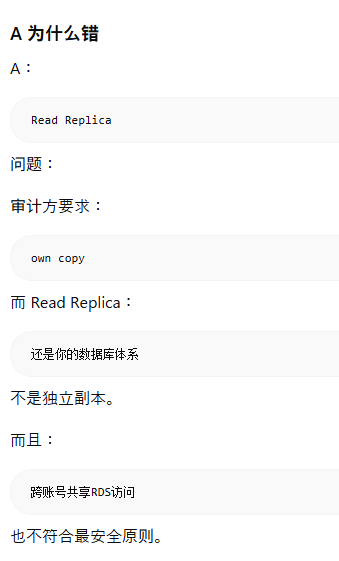 A 为什么错
A：
Read Replica
问题：
审计方要求：
own copy
而 Read Replica：
还是你的数据库体系
不是独立副本。
而且：
跨账号共享RDS访问
也不符合最安全原则。